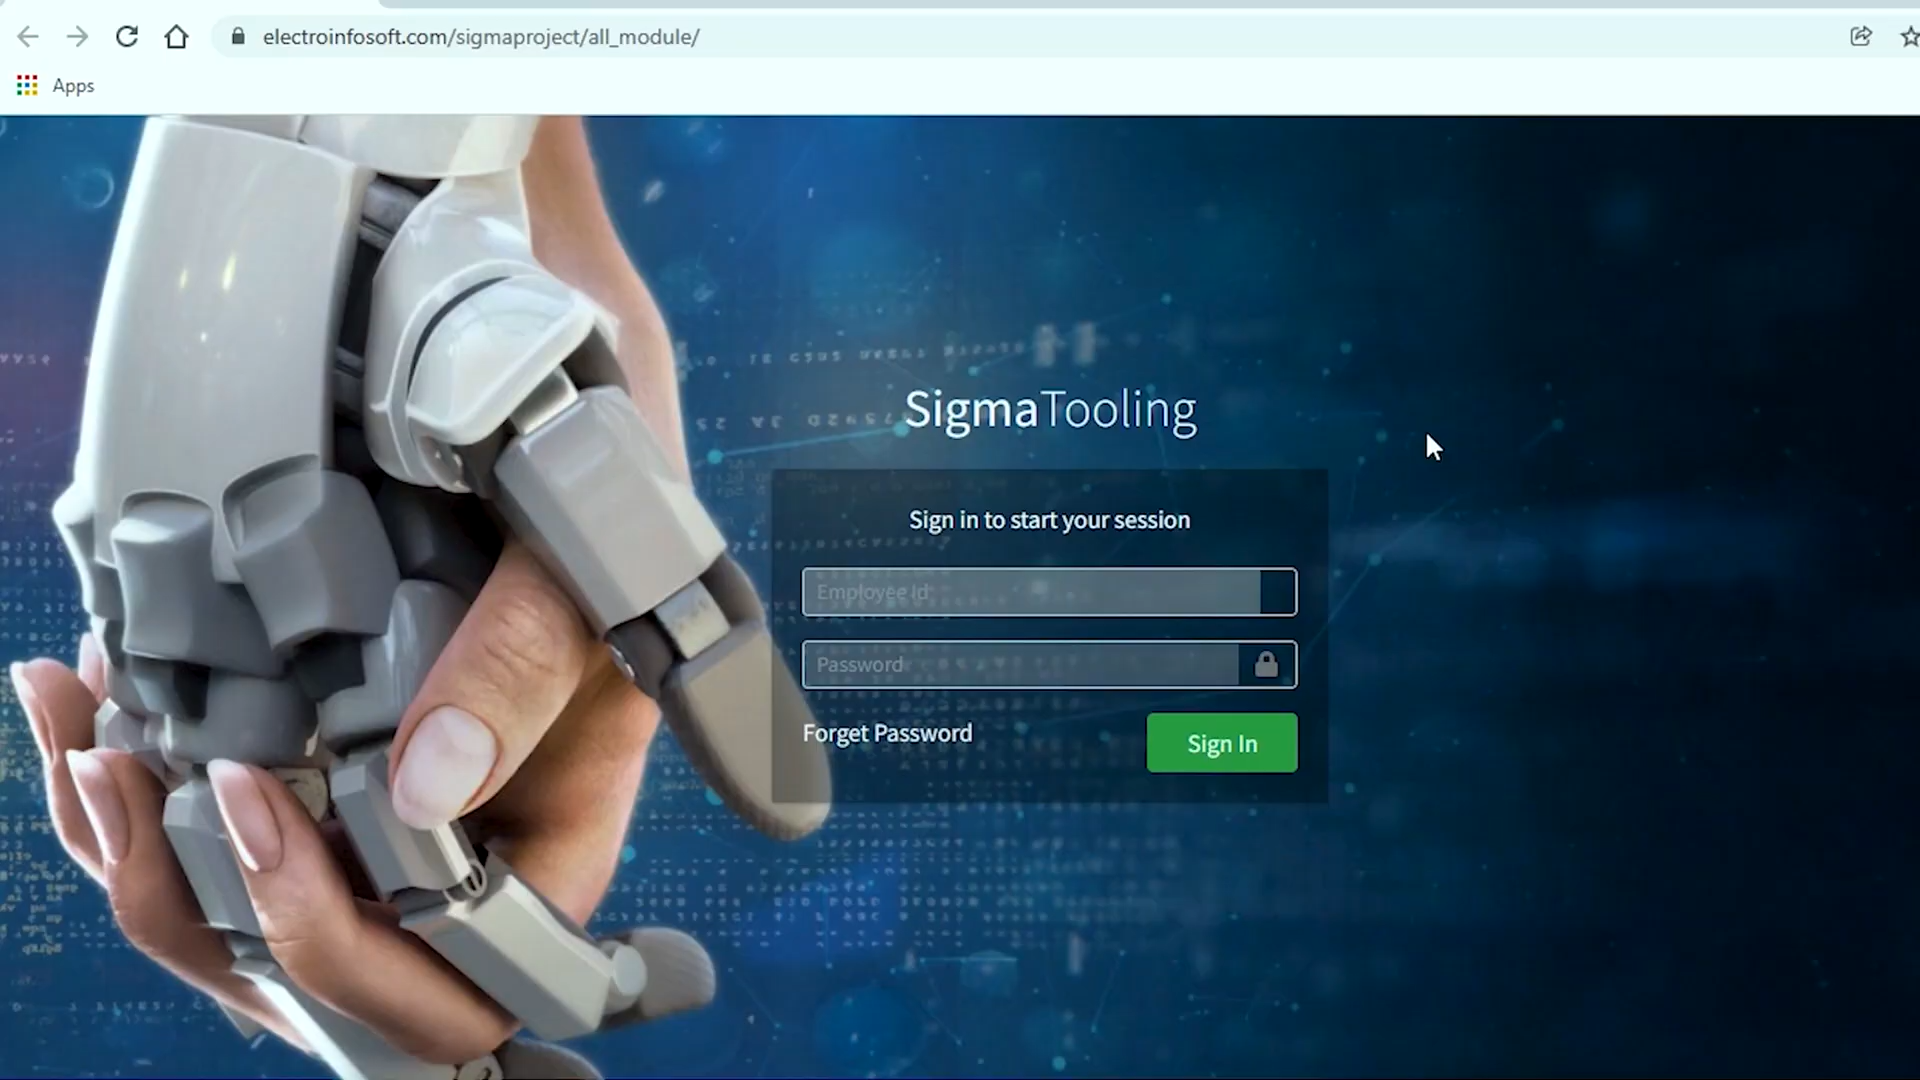 electroinfosoft.com/sigmaproject/all_module/
Apps
SigmaTooling
Sign in to start your session
Employee Id
Password
Forget Password
Sign In